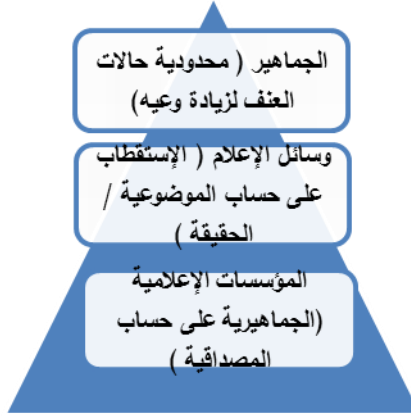 الجماهير ( محدودية حالات
العنف لزيادة وعيه)
وسائل الإعلام ( الإستقطاب
على حساب الموضوعية /
الحقيقة )
المؤسسات الإعلامية
(الجماهيرية على حساب
المصداقية )